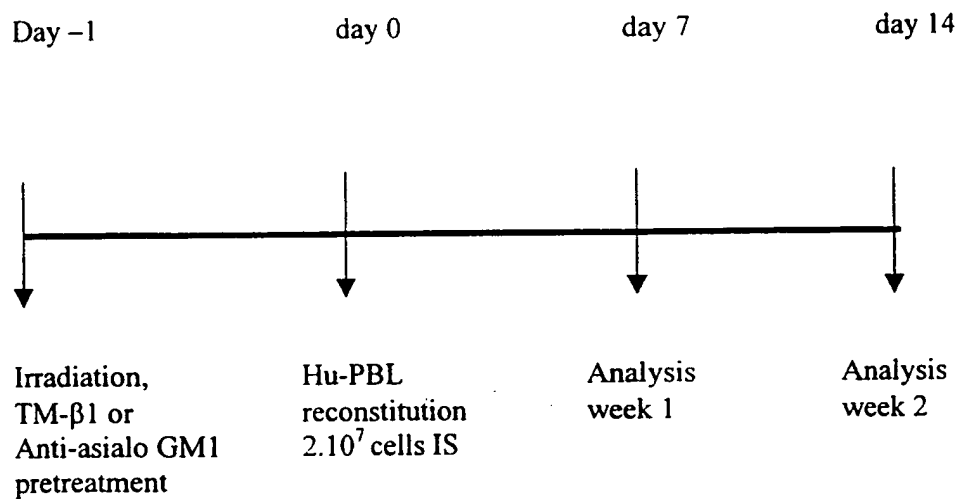 Day –1
day 0
day 7
day 14
Irradiation,
TM-β1 or
Anti-asialo GM1
pretreatment
Hu-PBL
reconstitution
2.10⁷ cells IS
Analysis
week 1
Analysis
week 2